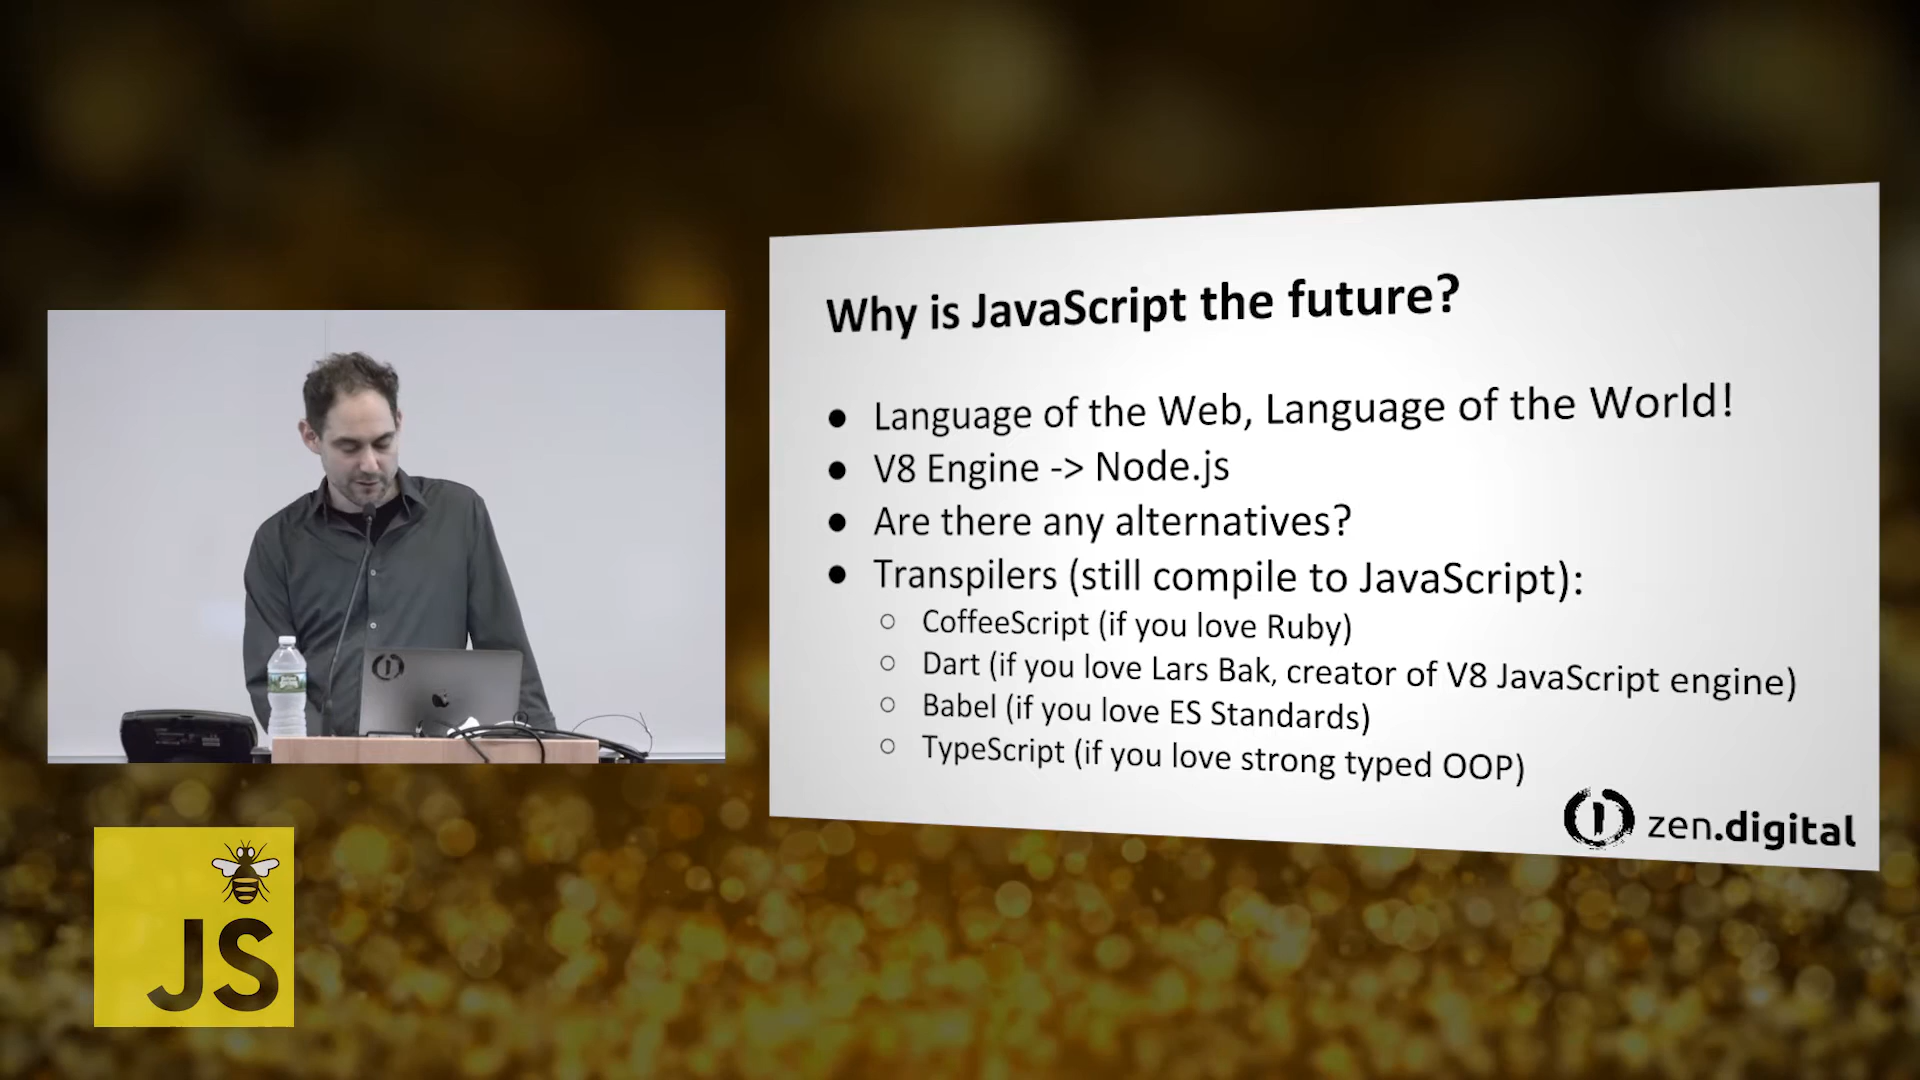 Why is JavaScript the future?
● Language of the Web, Language of the World!
● V8 Engine -> Node.js
● Are there any alternatives?
● Transpilers (still compile to JavaScript):
○ CoffeeScript (if you love Ruby)
○ Dart (if you love Lars Bak, creator of V8 JavaScript engine)
○ Babel (if you love ES Standards)
○ TypeScript (if you love strong typed OOP)
zen.digital
JS